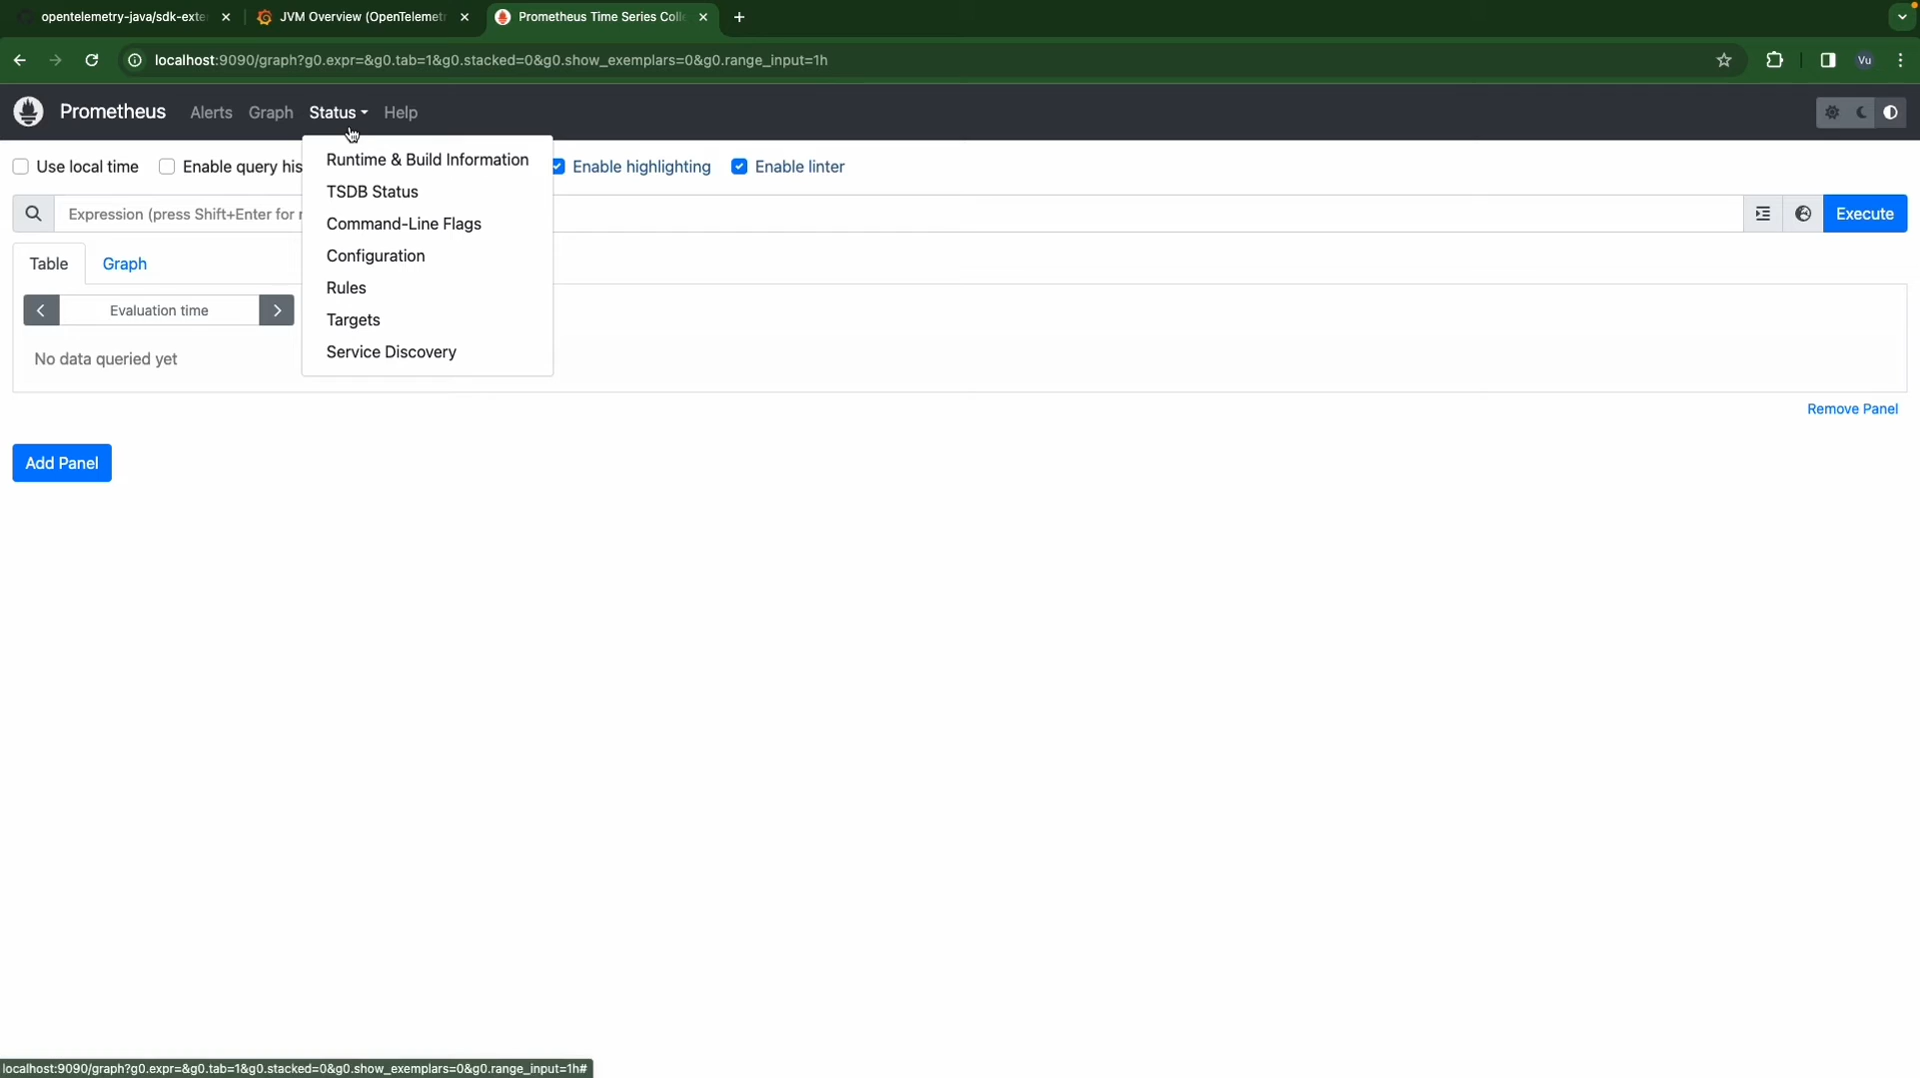 opentelemetry-java/sdk-exte
JVM Overview (OpenTelemetr
Prometheus Time Series Coll
localhost:9090/graph?g0.expr=&g0.tab=1&g0.stacked=0&g0.show_exemplars=0&g0.range_input=1h
Vu
Prometheus Alerts Graph Status Help
Use local time Enable query his Enable highlighting Enable linter
Runtime & Build Information
TSDB Status
Command-Line Flags
Configuration
Rules
Targets
Service Discovery
Expression (press Shift+Enter for
Execute
Table Graph
Evaluation time
No data queried yet
Remove Panel
Add Panel
localhost:9090/graph?g0.expr=&g0.tab=1&g0.stacked=0&g0.show_exemplars=0&g0.range_input=1h#